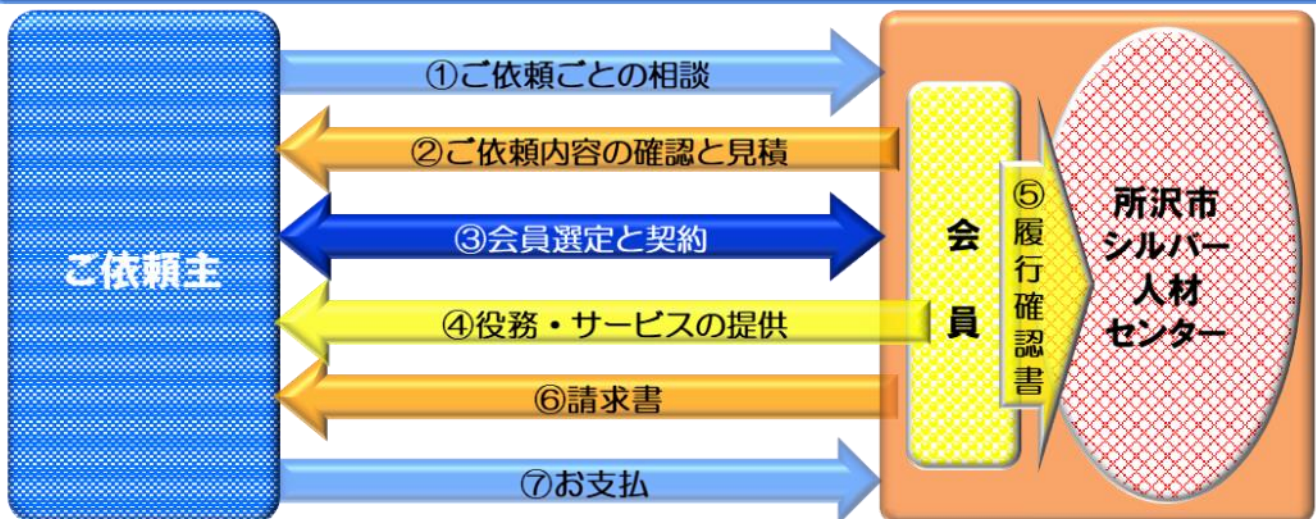 ご依頼主
①ご依頼ごとの相談
②ご依頼内容の確認と見積
③会員選定と契約
④役務・サービスの提供
⑥請求書
⑦お支払
会員
⑤履行確認書
所沢市
シルバー
人材
センター